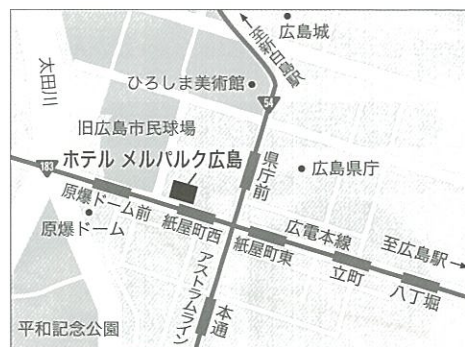 広島城
至新白島駅
太田川
ひろしま美術館
54
旧広島市民球場
ホテル メルパルク広島
183
県庁前
広島県庁
原爆ドーム前
原爆ドーム
紙屋町西
紙屋町東
広電本線
至広島駅
立町
八丁堀
アストラムライン
本通
平和記念公園